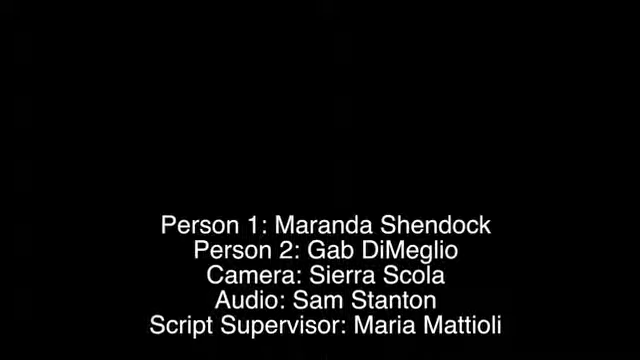 Person 1: Maranda Shendock
Person 2: Gab DiMeglio
Camera: Sierra Scola
Audio: Sam Stanton
Script Supervisor: Maria Mattioli